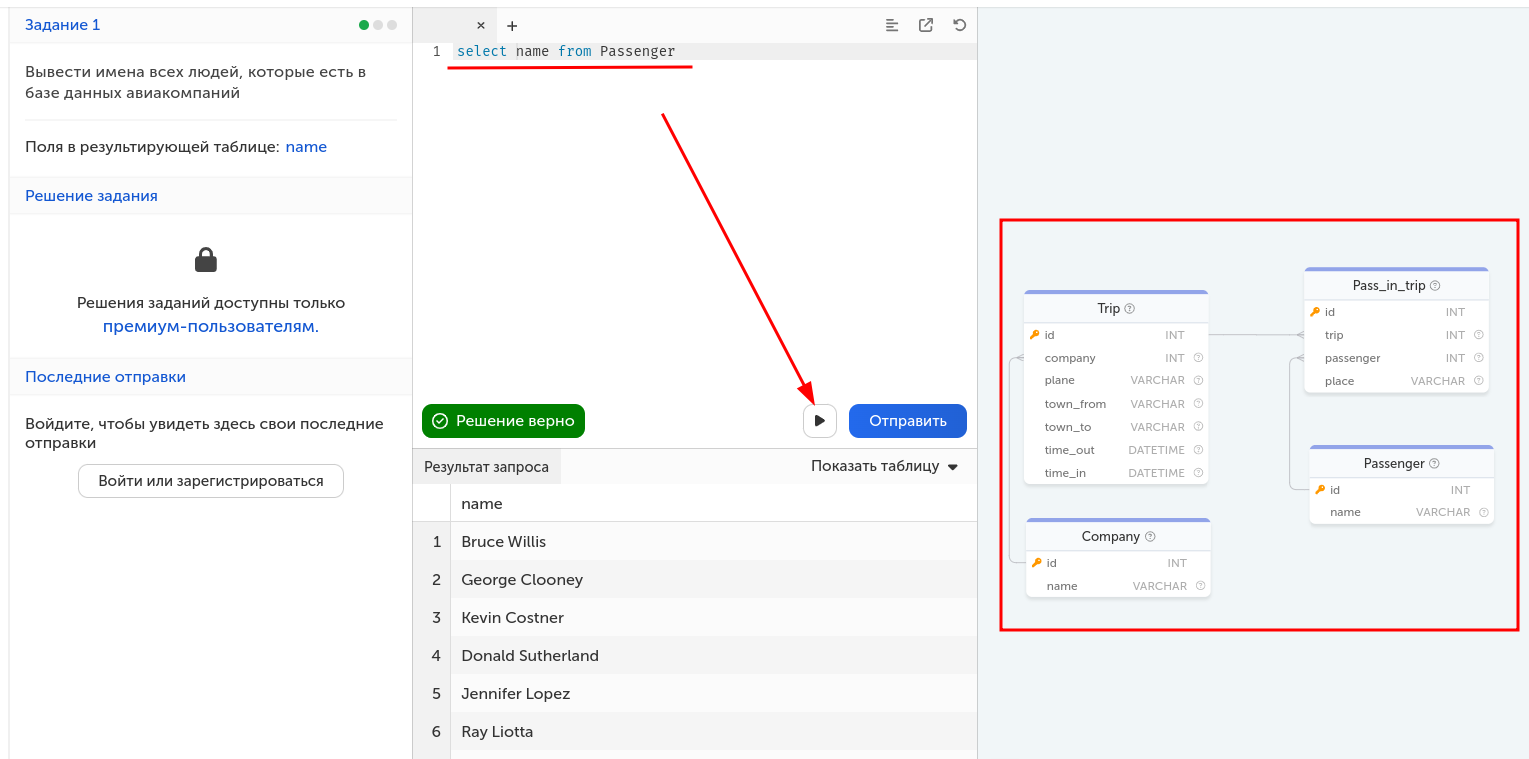 Задание 1
Вывести имена всех людей, которые есть в
базе данных авиакомпаний
Поля в результирующей таблице: name
Решение задания
Решения заданий доступны только
премиум-пользователям.
Последние отправки
Войдите, чтобы увидеть здесь свои последние
отправки
Войти или зарегистрироваться
1 select name from Passenger
Решение верно
Отправить
Результат запроса
Показать таблицу
name
1 Bruce Willis
2 George Clooney
3 Kevin Costner
4 Donald Sutherland
5 Jennifer Lopez
6 Ray Liotta
Trip
id INT
company INT
plane VARCHAR
town_from VARCHAR
town_to VARCHAR
time_out DATETIME
time_in DATETIME
Company
id INT
name VARCHAR
Pass_in_trip
id INT
trip INT
passenger INT
place VARCHAR
Passenger
id INT
name VARCHAR